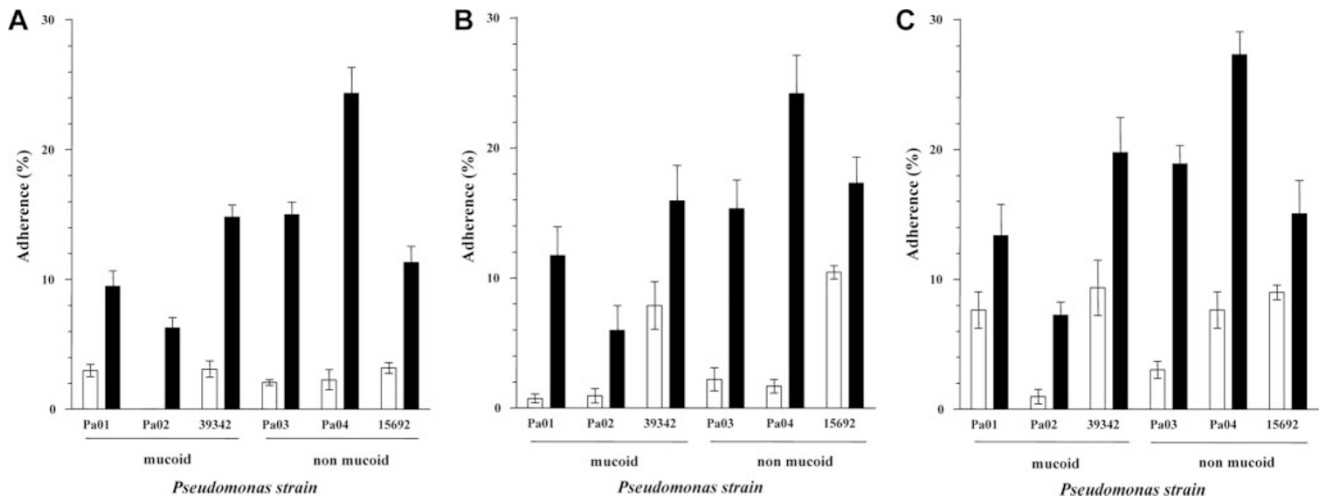 A
30
20
10
0
Adherence (%)
Pa01 Pa02 39342 Pa03 Pa04 15692
mucoid non mucoid
Pseudomonas strain
B
30
20
10
0
Adherence (%)
Pa01 Pa02 39342 Pa03 Pa04 15692
mucoid non mucoid
Pseudomonas strain
C
30
20
10
0
Adherence (%)
Pa01 Pa02 39342 Pa03 Pa04 15692
mucoid non mucoid
Pseudomonas strain